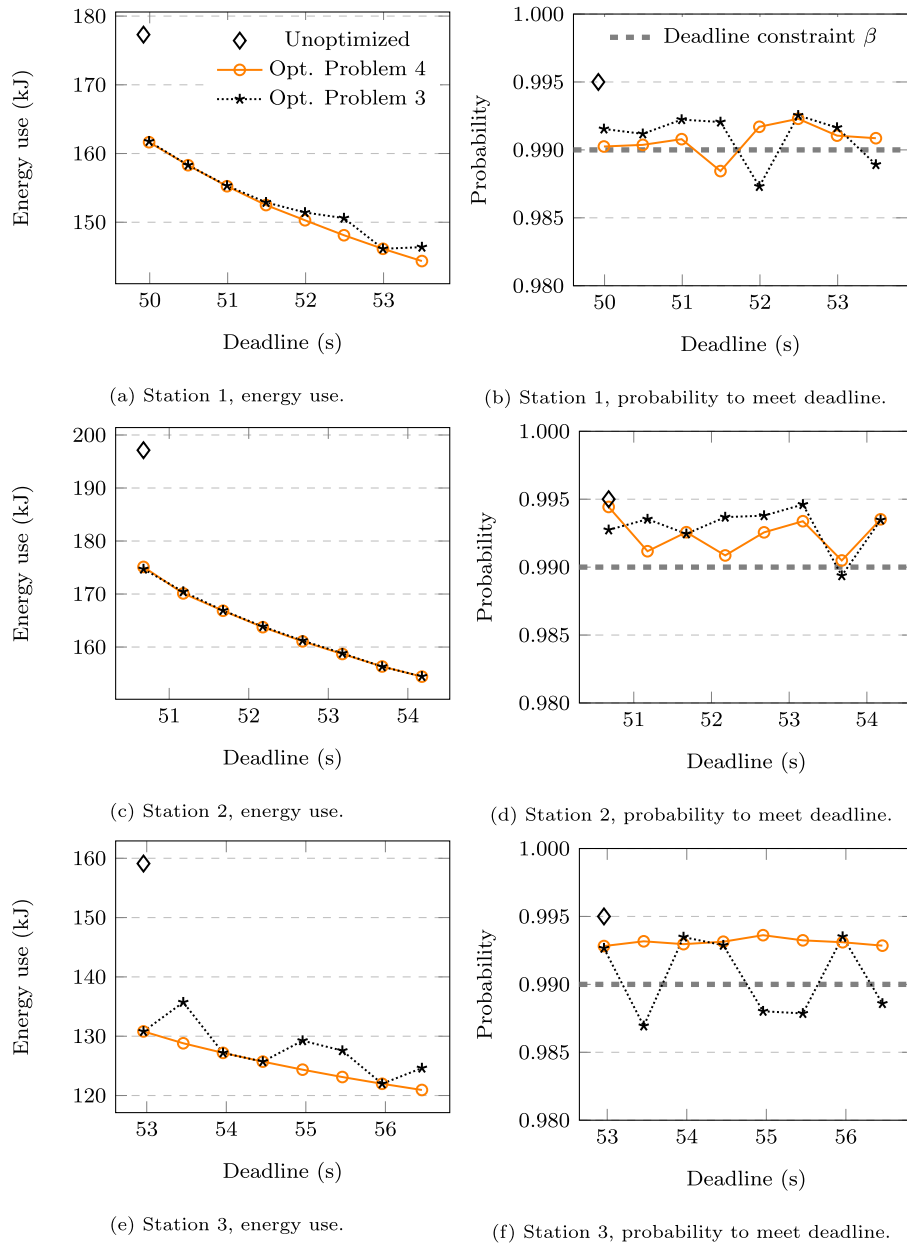 180
170
160
150
Energy use (kJ)
Unoptimized
Opt. Problem 4
Opt. Problem 3
50 51 52 53
Deadline (s)
(a) Station 1, energy use.
1.000
0.995
0.990
0.985
0.980
Probability
Deadline constraint β
50 51 52 53
Deadline (s)
(b) Station 1, probability to meet deadline.
200
190
180
170
160
Energy use (kJ)
51 52 53 54
Deadline (s)
(c) Station 2, energy use.
1.000
0.995
0.990
0.985
0.980
Probability
51 52 53 54
Deadline (s)
(d) Station 2, probability to meet deadline.
160
150
140
130
120
Energy use (kJ)
53 54 55 56
Deadline (s)
(e) Station 3, energy use.
1.000
0.995
0.990
0.985
0.980
Probability
53 54 55 56
Deadline (s)
(f) Station 3, probability to meet deadline.